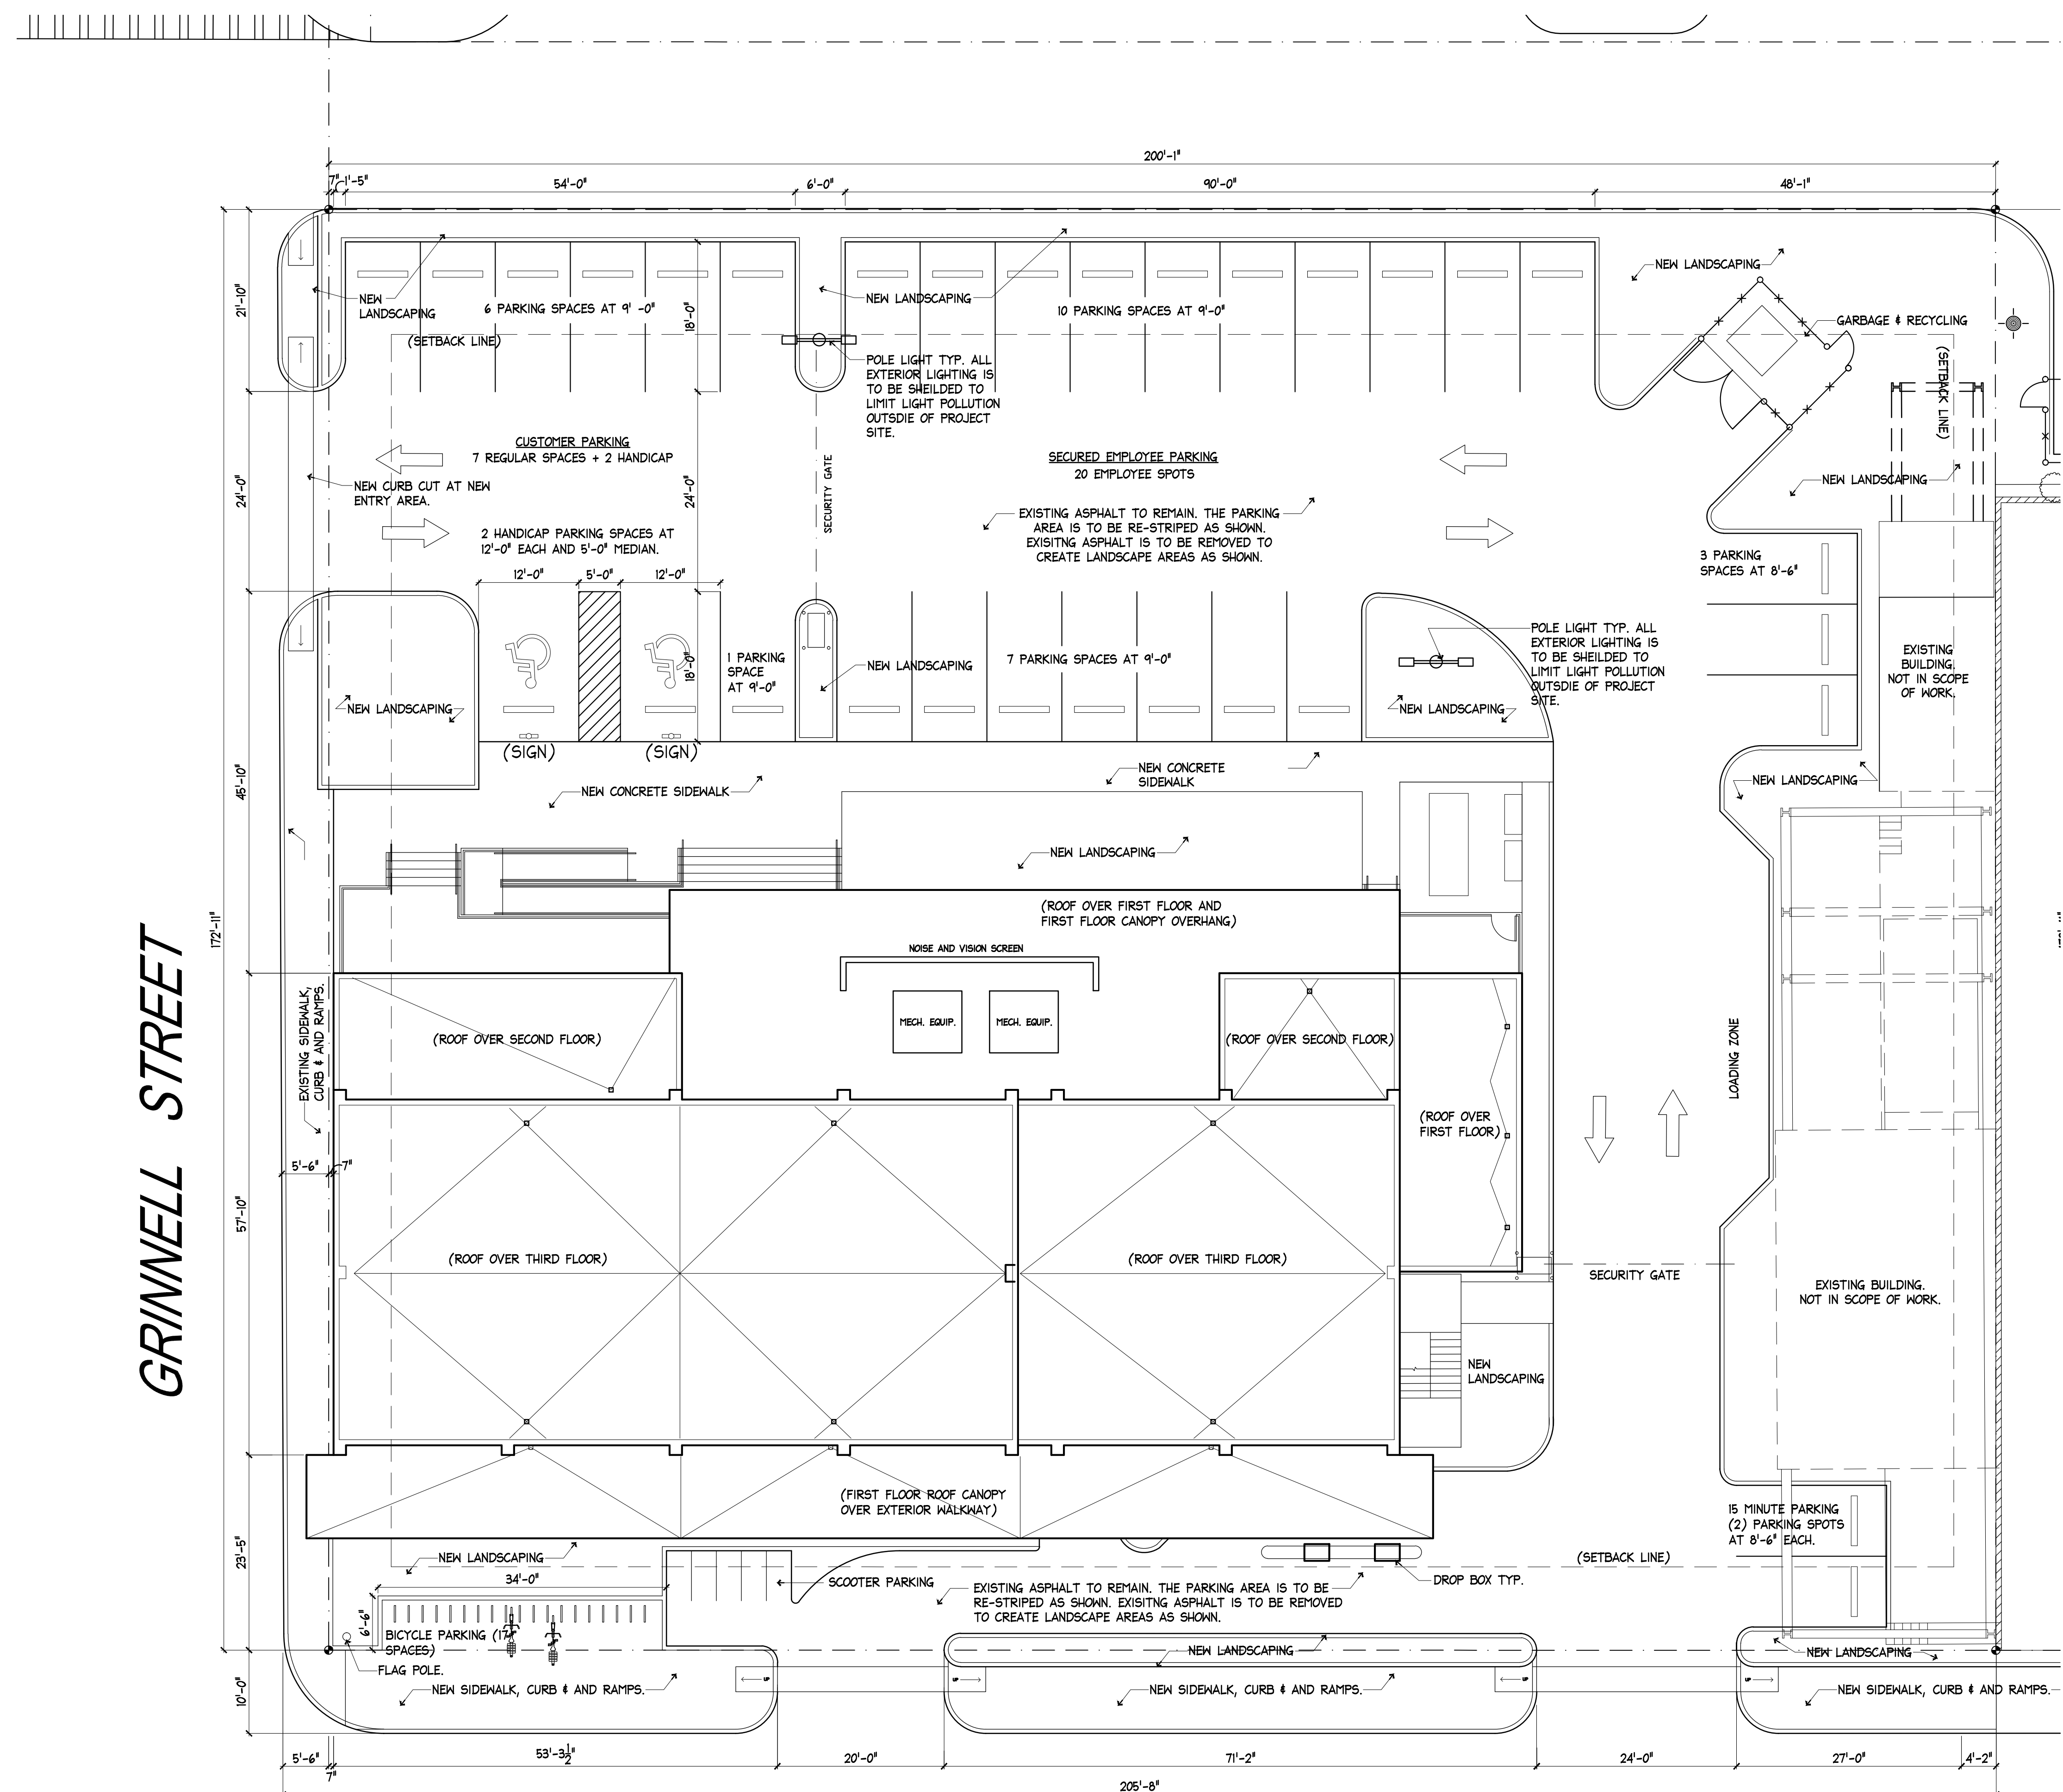 200'-1"
7"
1'-5"
54'-0"
6'-0"
90'-0"
48'-1"
NEW LANDSCAPING
NEW
LANDSCAPING
6 PARKING SPACES AT 9' -0"
18'-0"
NEW LANDSCAPING
10 PARKING SPACES AT 9'-0"
GARBAGE & RECYCLING
21'-10"
(SETBACK LINE)
(SETBACK LINE)
POLE LIGHT TYP. ALL
EXTERIOR LIGHTING IS
TO BE SHEILDED TO
LIMIT LIGHT POLLUTION
OUTSDIE OF PROJECT
SITE.
CUSTOMER PARKING
7 REGULAR SPACES + 2 HANDICAP
SECURED EMPLOYEE PARKING
20 EMPLOYEE SPOTS
NEW LANDSCAPING
NEW CURB CUT AT NEW
ENTRY AREA.
24'-0"
24'-0"
SECURITY GATE
EXISTING ASPHALT TO REMAIN. THE PARKING
AREA IS TO BE RE-STRIPED AS SHOWN.
EXISITNG ASPHALT IS TO BE REMOVED TO
CREATE LANDSCAPE AREAS AS SHOWN.
2 HANDICAP PARKING SPACES AT
12'-0" EACH AND 5'-0" MEDIAN.
3 PARKING
SPACES AT 8'-6"
12'-0"
5'-0"
12'-0"
18'-0"
1 PARKING
SPACE
AT 9'-0"
NEW LANDSCAPING
7 PARKING SPACES AT 9'-0"
POLE LIGHT TYP. ALL
EXTERIOR LIGHTING IS
TO BE SHEILDED TO
LIMIT LIGHT POLLUTION
OUTSDIE OF PROJECT
SITE.
EXISTING
BUILDING.
NOT IN SCOPE
OF WORK.
NEW LANDSCAPING
NEW LANDSCAPING
(SIGN)
(SIGN)
45'-10"
NEW CONCRETE SIDEWALK
NEW CONCRETE
SIDEWALK
NEW LANDSCAPING
NEW LANDSCAPING
(ROOF OVER FIRST FLOOR AND
FIRST FLOOR CANOPY OVERHANG)
GRINNELL STREET
172'-11"
NOISE AND VISION SCREEN
MECH. EQUIP.
MECH. EQUIP.
EXISTING SIDEWALK,
CURB & AND RAMPS.
(ROOF OVER SECOND FLOOR)
(ROOF OVER SECOND FLOOR)
LOADING ZONE
(ROOF OVER
FIRST FLOOR)
5'-6"
7"
57'-10"
(ROOF OVER THIRD FLOOR)
(ROOF OVER THIRD FLOOR)
SECURITY GATE
EXISTING BUILDING.
NOT IN SCOPE OF WORK.
NEW
LANDSCAPING
(FIRST FLOOR ROOF CANOPY
OVER EXTERIOR WALKWAY)
15 MINUTE PARKING
(2) PARKING SPOTS
AT 8'-6" EACH.
23'-5"
NEW LANDSCAPING
(SETBACK LINE)
34'-0"
SCOOTER PARKING
DROP BOX TYP.
EXISTING ASPHALT TO REMAIN. THE PARKING AREA IS TO BE
RE-STRIPED AS SHOWN. EXISITNG ASPHALT IS TO BE REMOVED
TO CREATE LANDSCAPE AREAS AS SHOWN.
6'-6"
BICYCLE PARKING (17
SPACES)
FLAG POLE.
NEW LANDSCAPING
NEW LANDSCAPING
UP
UP
UP
UP
10'-0"
NEW SIDEWALK, CURB & AND RAMPS.
NEW SIDEWALK, CURB & AND RAMPS.
NEW SIDEWALK, CURB & AND RAMPS.
5'-6"
7"
53'-3 1/2"
20'-0"
71'-2"
24'-0"
27'-0"
4'-2"
205'-8"